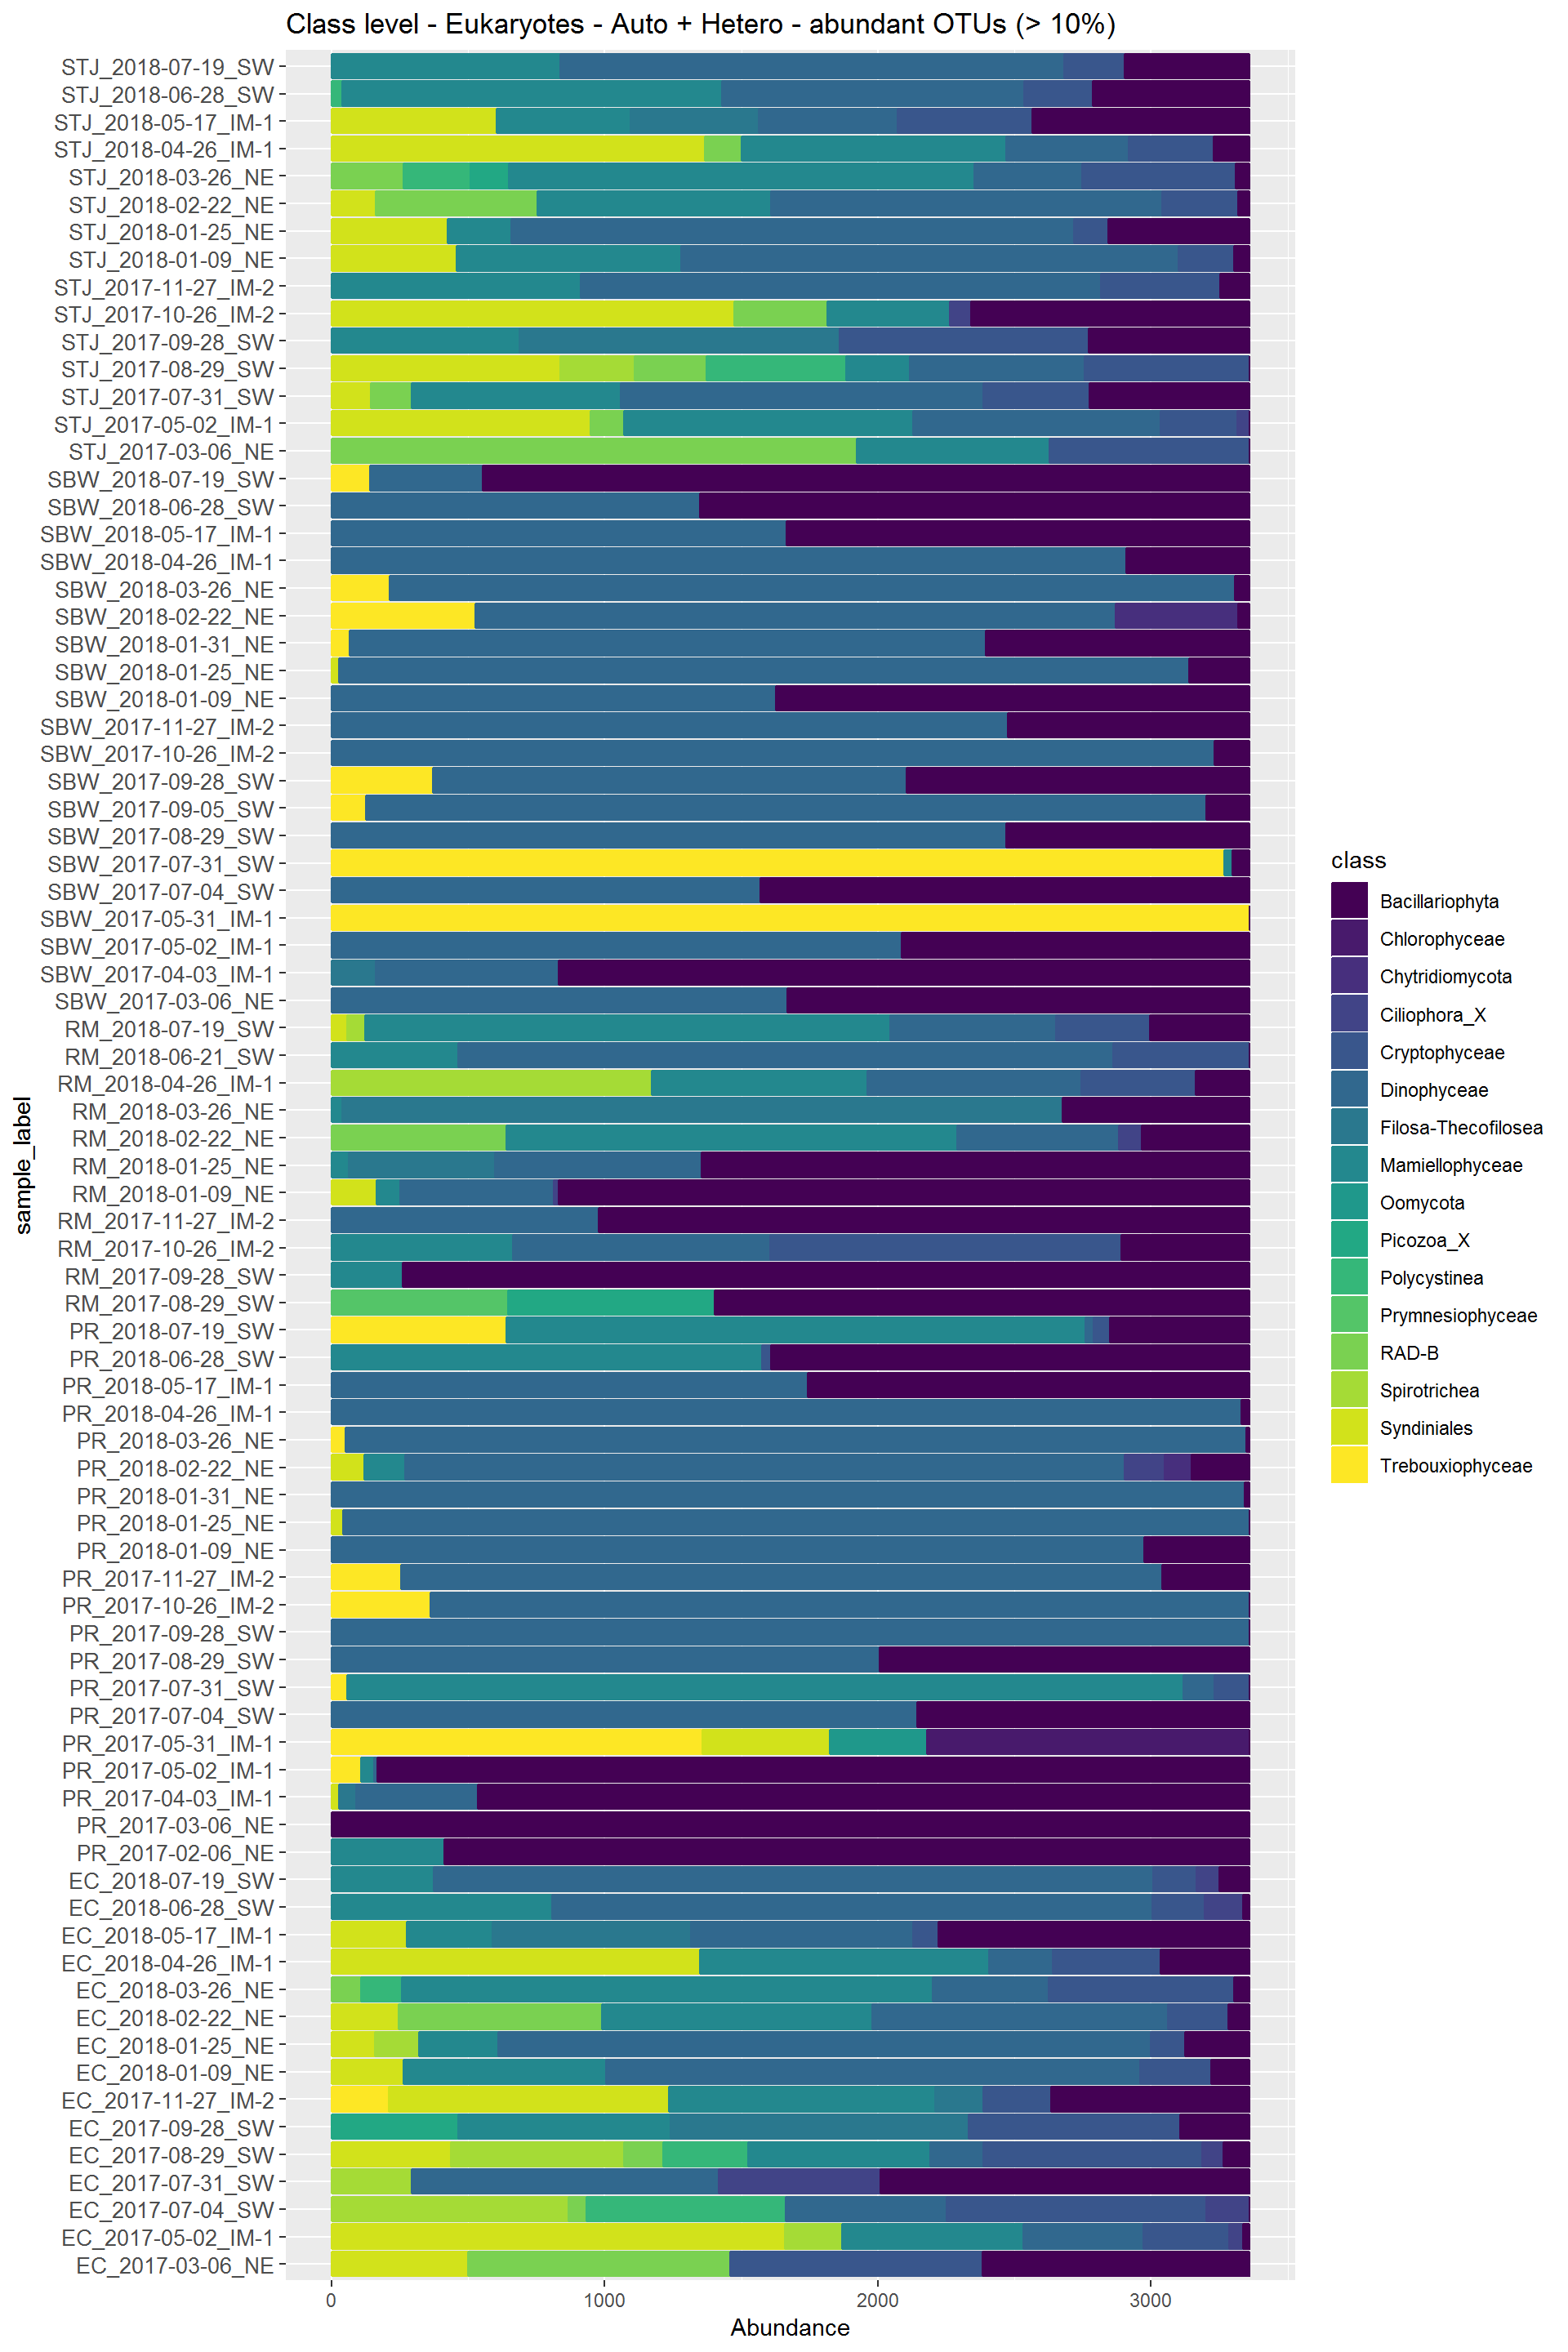 Class level - Eukaryotes - Auto + Hetero - abundant OTUs (> 10%)
STJ_2018-07-19_SW
STJ_2018-06-28_SW
STJ_2018-05-17_IM-1
STJ_2018-04-26_IM-1
STJ_2018-03-26_NE
STJ_2018-02-22_NE
STJ_2018-01-25_NE
STJ_2018-01-09_NE
STJ_2017-11-27_IM-2
STJ_2017-10-26_IM-2
STJ_2017-09-28_SW
STJ_2017-08-29_SW
STJ_2017-07-31_SW
STJ_2017-05-02_IM-1
STJ_2017-03-06_NE
SBW_2018-07-19_SW
SBW_2018-06-28_SW
SBW_2018-05-17_IM-1
SBW_2018-04-26_IM-1
SBW_2018-03-26_NE
SBW_2018-02-22_NE
SBW_2018-01-31_NE
SBW_2018-01-25_NE
SBW_2018-01-09_NE
SBW_2017-11-27_IM-2
SBW_2017-10-26_IM-2
SBW_2017-09-28_SW
SBW_2017-09-05_SW
SBW_2017-08-29_SW
SBW_2017-07-31_SW
SBW_2017-07-04_SW
SBW_2017-05-31_IM-1
SBW_2017-05-02_IM-1
SBW_2017-04-03_IM-1
SBW_2017-03-06_NE
RM_2018-07-19_SW
RM_2018-06-21_SW
RM_2018-04-26_IM-1
RM_2018-03-26_NE
RM_2018-02-22_NE
RM_2018-01-25_NE
RM_2018-01-09_NE
RM_2017-11-27_IM-2
RM_2017-10-26_IM-2
RM_2017-09-28_SW
RM_2017-08-29_SW
PR_2018-07-19_SW
PR_2018-06-28_SW
PR_2018-05-17_IM-1
PR_2018-04-26_IM-1
PR_2018-03-26_NE
PR_2018-02-22_NE
PR_2018-01-31_NE
PR_2018-01-25_NE
PR_2018-01-09_NE
PR_2017-11-27_IM-2
PR_2017-10-26_IM-2
PR_2017-09-28_SW
PR_2017-08-29_SW
PR_2017-07-31_SW
PR_2017-07-04_SW
PR_2017-05-31_IM-1
PR_2017-05-02_IM-1
PR_2017-04-03_IM-1
PR_2017-03-06_NE
PR_2017-02-06_NE
EC_2018-07-19_SW
EC_2018-06-28_SW
EC_2018-05-17_IM-1
EC_2018-04-26_IM-1
EC_2018-03-26_NE
EC_2018-02-22_NE
EC_2018-01-25_NE
EC_2018-01-09_NE
EC_2017-11-27_IM-2
EC_2017-09-28_SW
EC_2017-08-29_SW
EC_2017-07-31_SW
EC_2017-07-04_SW
EC_2017-05-02_IM-1
EC_2017-03-06_NE
sample_label
0 1000 2000 3000
Abundance
class
Bacillariophyta
Chlorophyceae
Chytridiomycota
Ciliophora_X
Cryptophyceae
Dinophyceae
Filosa-Thecofilosea
Mamiellophyceae
Oomycota
Picozoa_X
Polycystinea
Prymnesiophyceae
RAD-B
Spirotrichea
Syndiniales
Trebouxiophyceae